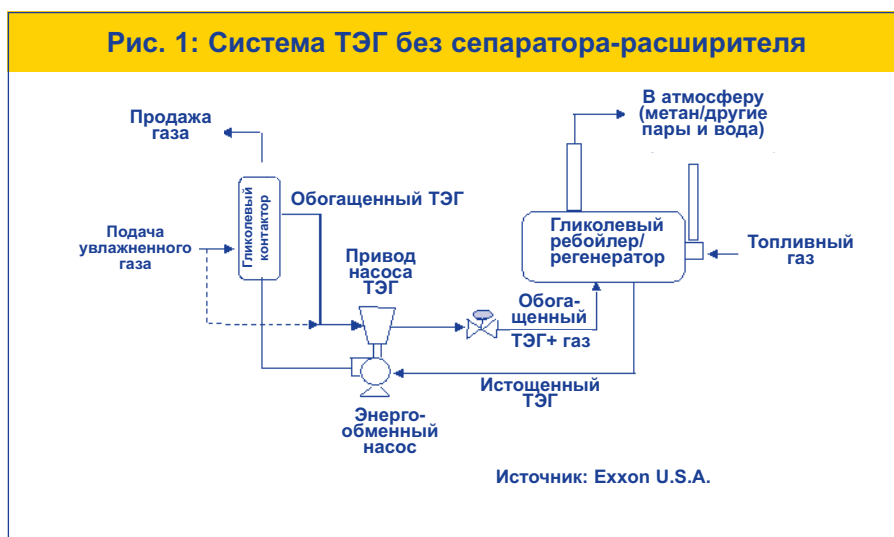 Рис. 1: Система ТЭГ без сепаратора-расширителя
В атмосферу
(метан/другие
пары и вода)
Продажа
газа
Гликолевый
контактор
Обогащенный ТЭГ
Подача
увлажненного
газа
Гликолевый
ребойлер/
регенератор
Топливный
газ
Привод
насоса
ТЭГ
Обога-
щенный
ТЭГ+ газ
Истощенный
ТЭГ
Энерго-
обменный
насос
Источник: Exxon U.S.A.